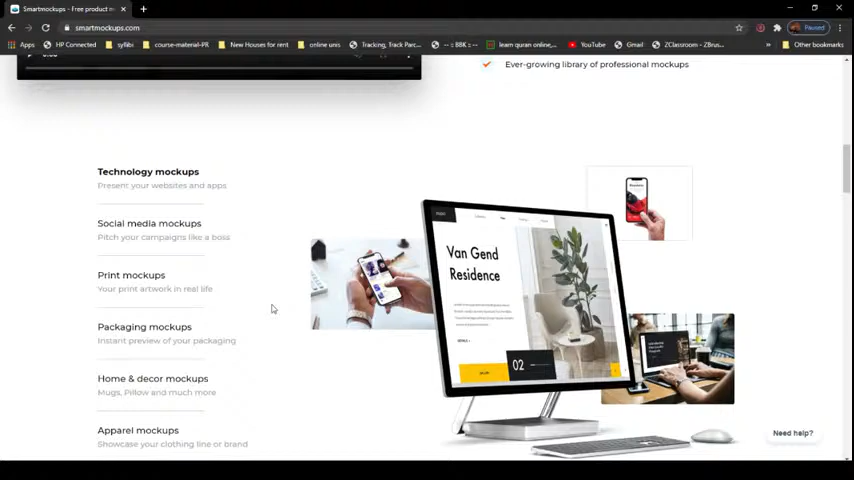 Smartmockups - Free product m
smartmockups.com
Paused
Apps
HP Connected
syllibi
course-material-PR
New Houses for rent
online uns
Tracking, Track Parc...
-- :: BBK :: --
learn quran online,...
YouTube
Gmail
ZClassroom - ZBrus...
»
Other bookmarks
Ever-growing library of professional mockups
Technology mockups
Present your websites and apps
Social media mockups
Pitch your campaigns like a boss
Print mockups
Your print artwork in real life
Packaging mockups
Instant preview of your packaging
Home & decor mockups
Mugs, Pillow and much more
Apparel mockups
Showcase your clothing line or brand
Van Gend
Residence
02
Need help?